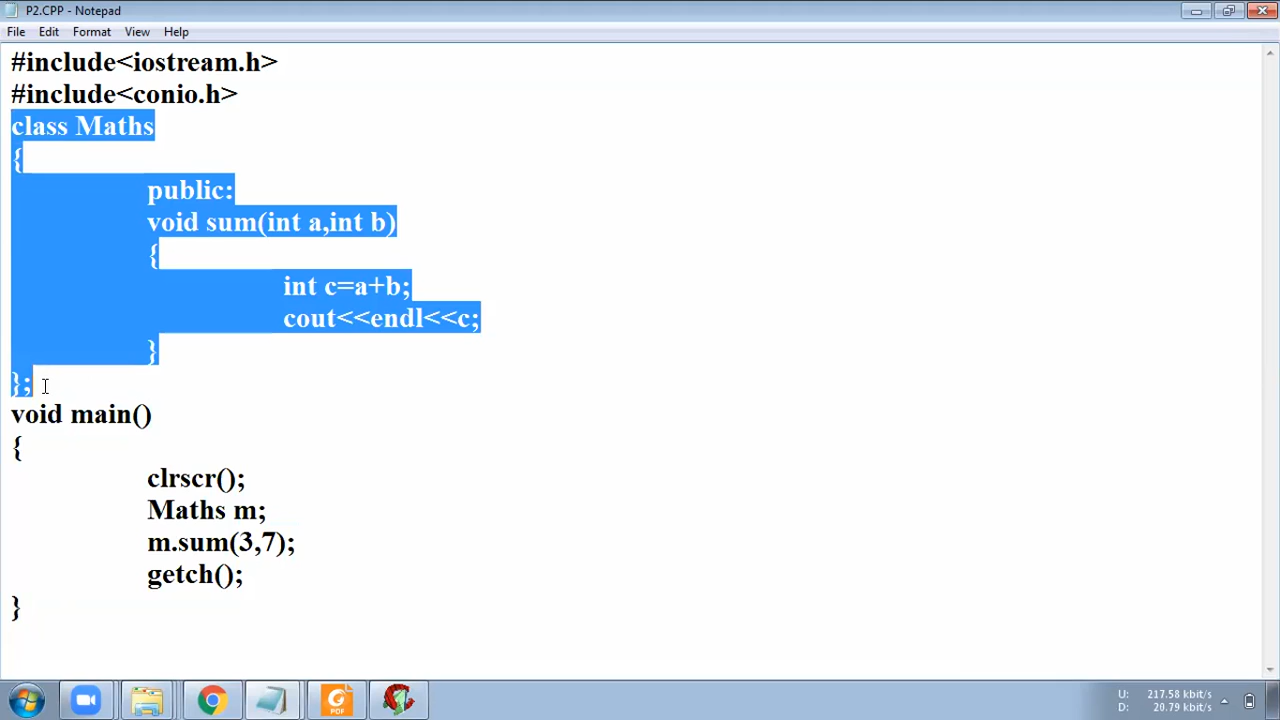 P2.CPP - Notepad
File Edit Format View Help
#include<iostream.h>
#include<conio.h>
class Maths
{
public:
void sum(int a,int b)
{
int c=a+b;
cout<<endl<<c;
}
};
void main()
{
clrscr();
Maths m;
m.sum(3,7);
getch();
}
PDF
U: 217.58 kbit/s
D: 20.79 kbit/s